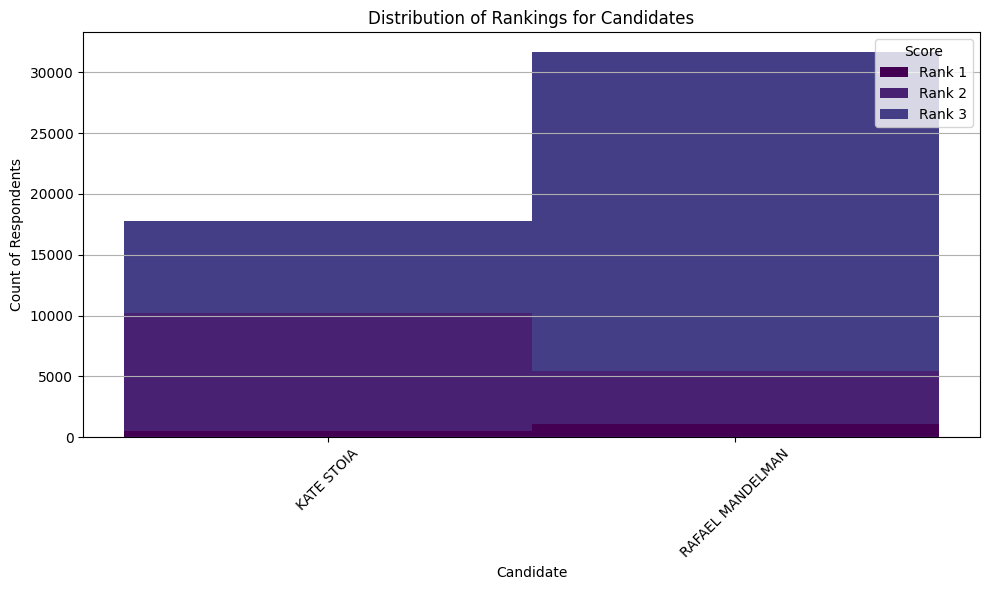 Distribution of Rankings for Candidates
Score
Rank 1
Rank 2
Rank 3
Count of Respondents
30000
25000
20000
15000
10000
5000
0
KATE STOIA
RAFAEL MANDELMAN
Candidate